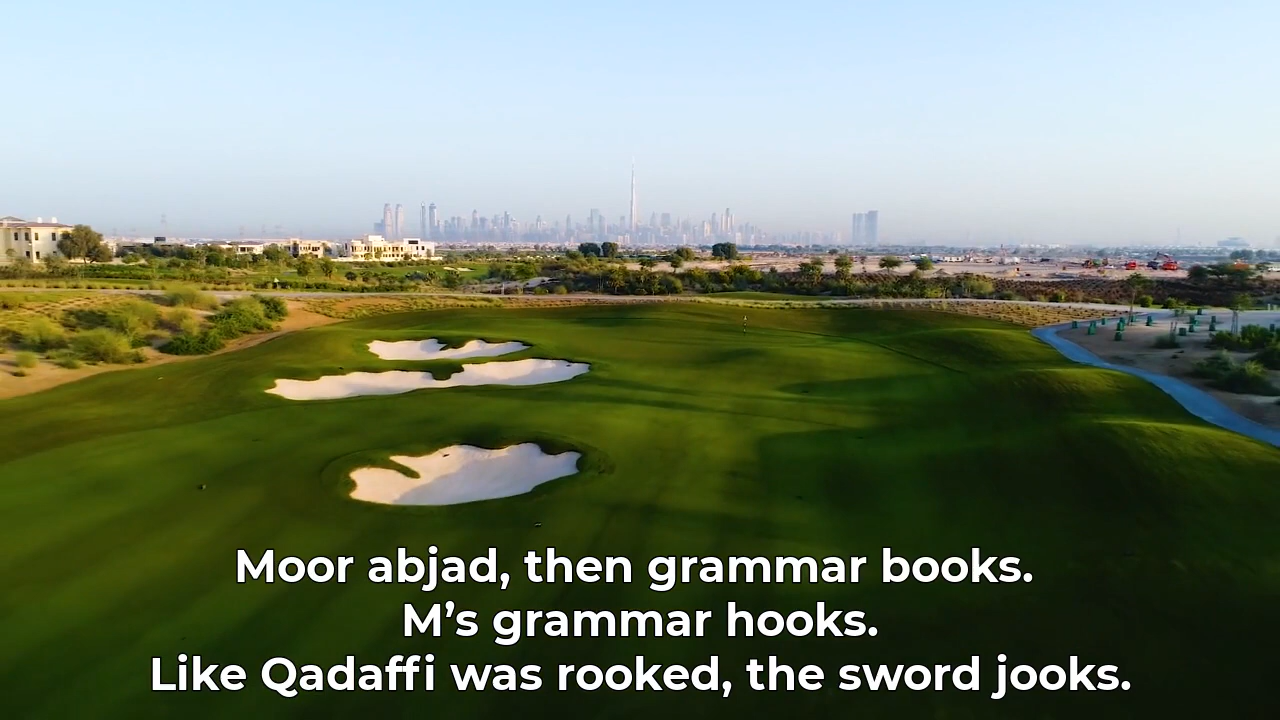 Moor abjad, then grammar books.
M’s grammar hooks.
Like Qadaffi was rooked, the sword jooks.